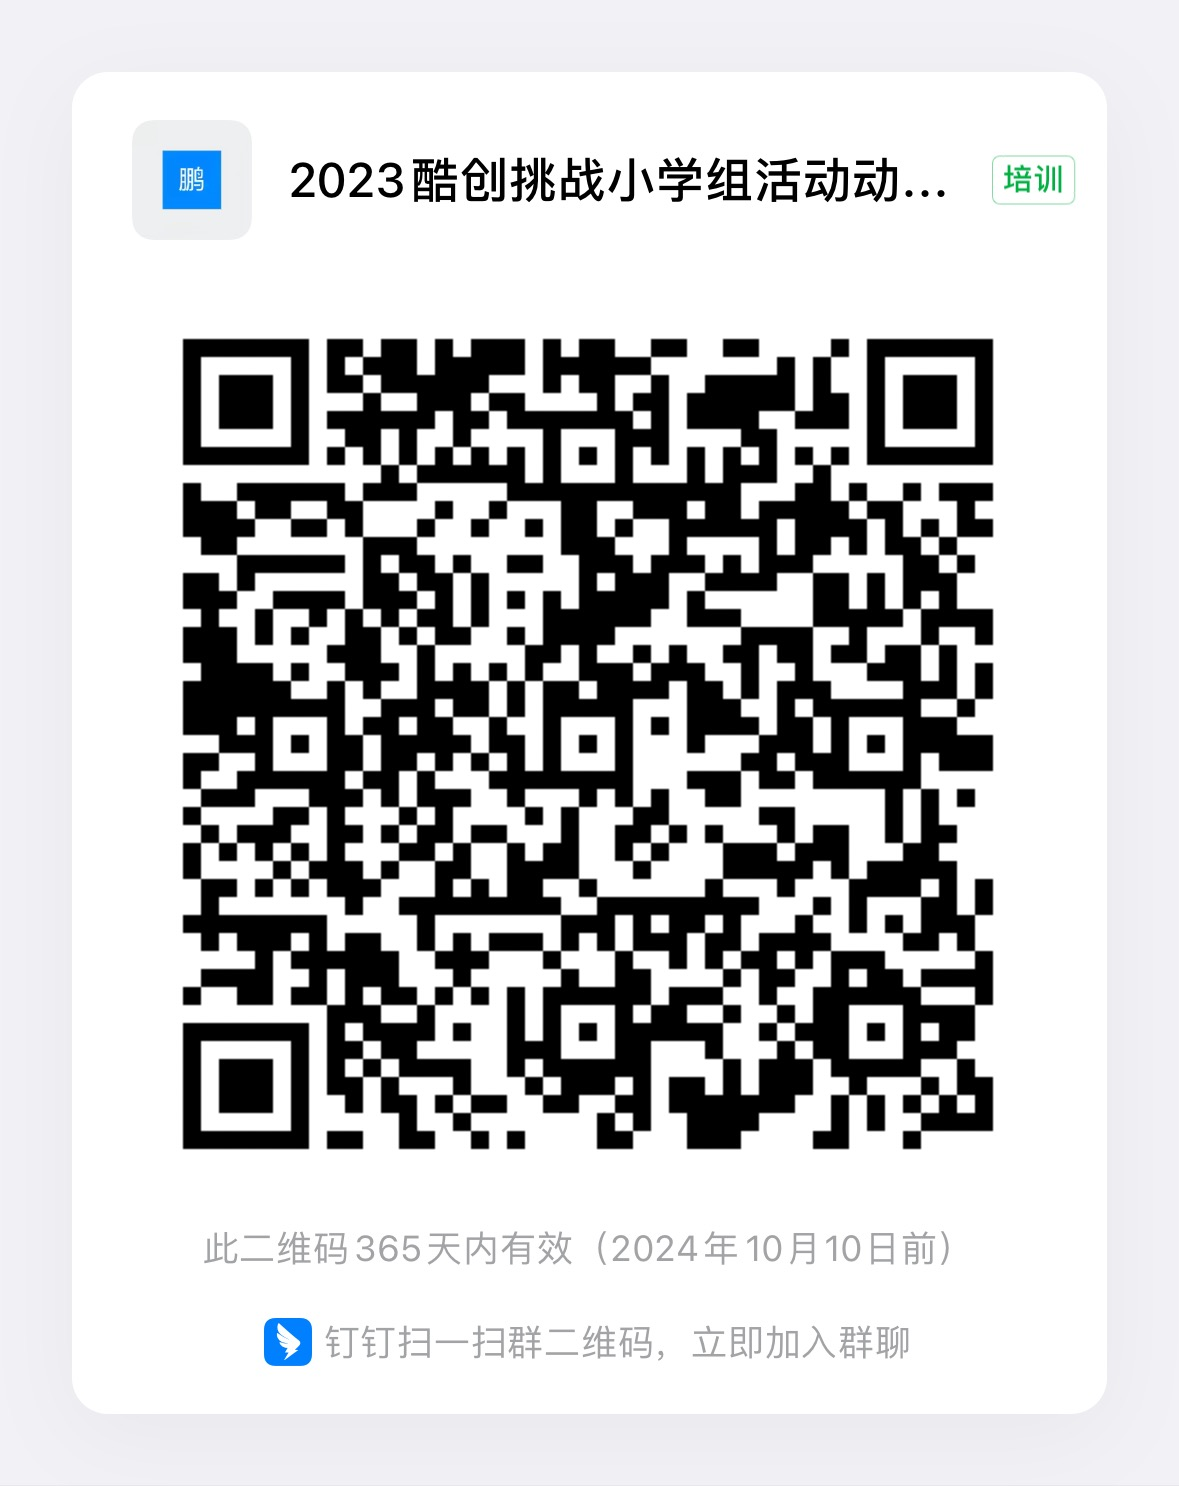 鹏
2023酷创挑战小学组活动动...
培训
此二维码365天内有效（2024年10月10日前）
钉钉扫一扫群二维码，立即加入群聊